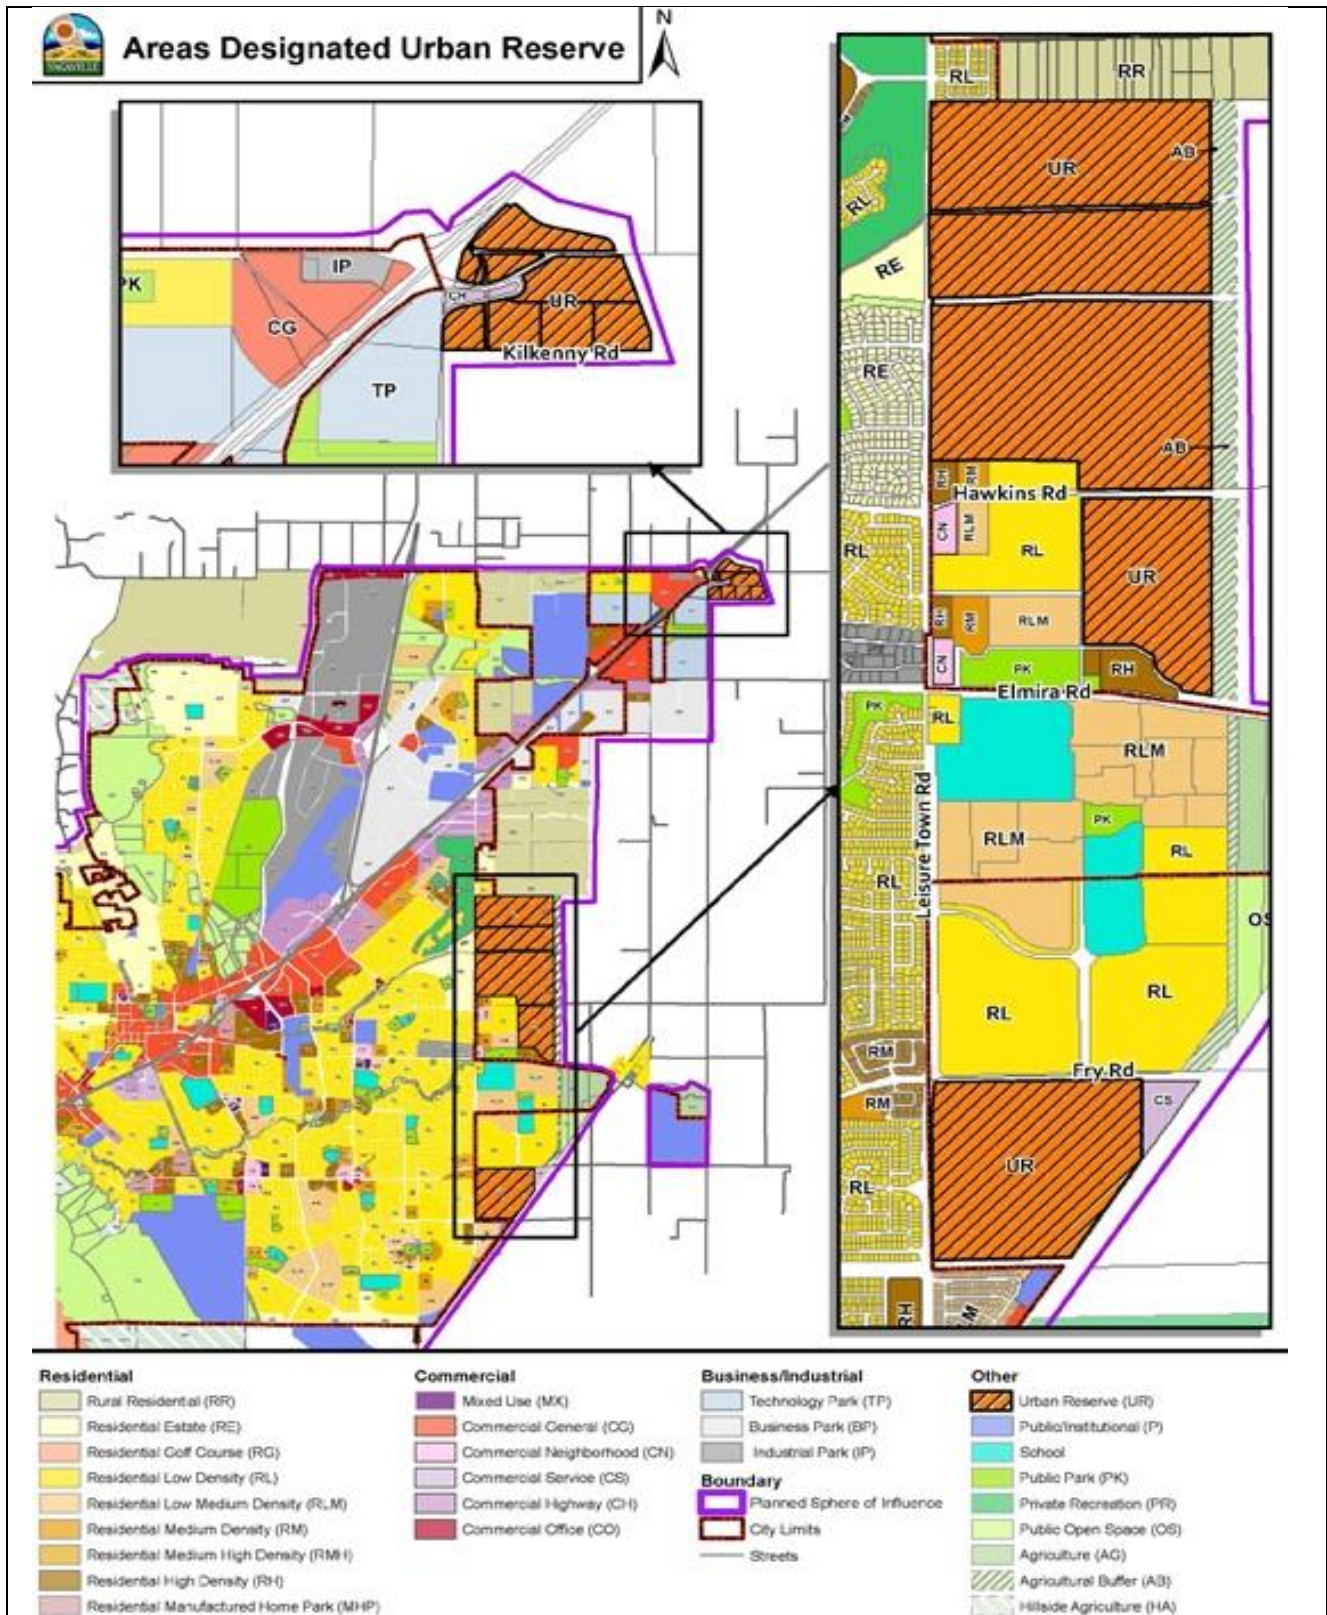 VACAVILLE
Areas Designated Urban Reserve
N
PK
IP
CG
CH
UR
TP
Kilkenny Rd
RL
RR
UR
AB
RL
RE
RE
AB
RH
RM
Hawkins Rd
CN
RLM
RL
RL
UR
RH
RM
RLM
CN
PK
RH
Elmira Rd
PK
RL
RLM
Leisure Town Rd
PK
RLM
RL
RL
OS
RL
RL
RM
Fry Rd
RM
CS
UR
RL
RH
Residential
Rural Residential (RR)
Residential Estate (RE)
Residential Golf Course (RG)
Residential Low Density (RL)
Residential Low Medium Density (RLM)
Residential Medium Density (RM)
Residential Medium High Density (RMH)
Residential High Density (RH)
Residential Manufactured Home Park (MHP)
Commercial
Mixed Use (MX)
Commercial General (CG)
Commercial Neighborhood (CN)
Commercial Service (CS)
Commercial Highway (CH)
Commercial Office (CO)
Business/Industrial
Technology Park (TP)
Business Park (BP)
Industrial Park (IP)
Boundary
Planned Sphere of Influence
City Limits
Streets
Other
Urban Reserve (UR)
Public/Institutional (P)
School
Public Park (PK)
Private Recreation (PR)
Public Open Space (OS)
Agriculture (AG)
Agricultural Buffer (AB)
Hillside Agriculture (HA)